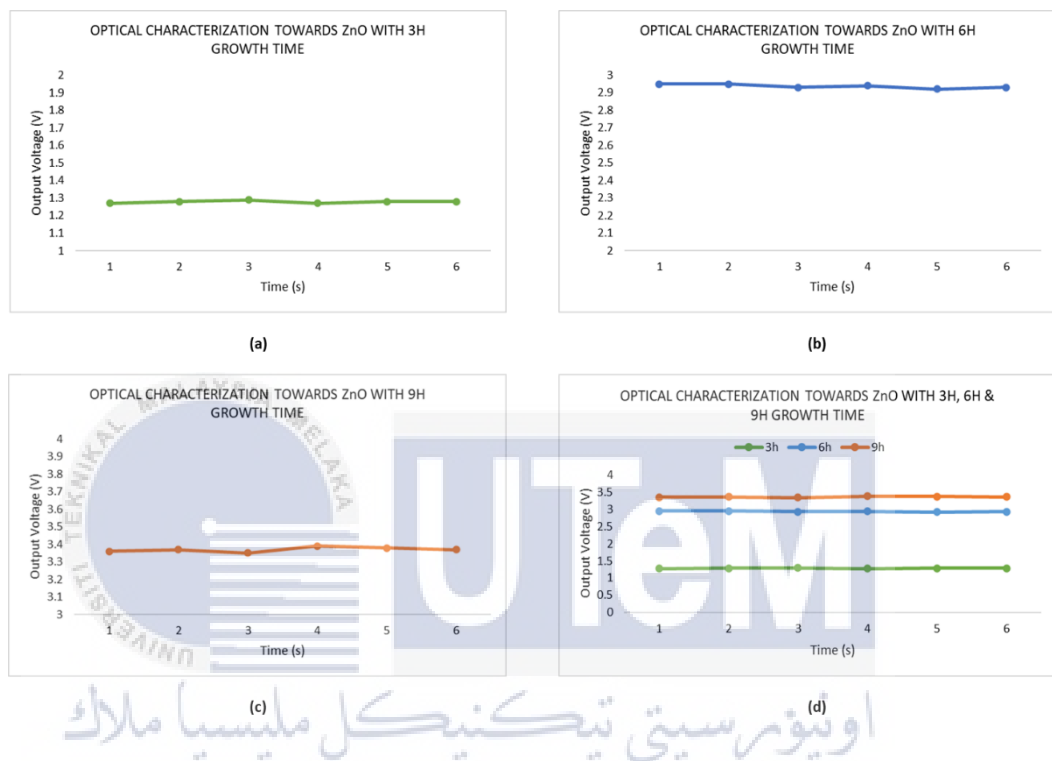 OPTICAL CHARACTERIZATION TOWARDS ZnO WITH 3H
GROWTH TIME
Output Voltage (V)
2
1.9
1.8
1.7
1.6
1.5
1.4
1.3
1.2
1.1
1
1 2 3 4 5 6
Time (s)
(a)
OPTICAL CHARACTERIZATION TOWARDS ZnO WITH 6H
GROWTH TIME
Output Voltage (V)
3
2.9
2.8
2.7
2.6
2.5
2.4
2.3
2.2
2.1
2
1 2 3 4 5 6
Time (s)
(b)
OPTICAL CHARACTERIZATION TOWARDS ZnO WITH 9H
GROWTH TIME
Output Voltage (V)
4
3.9
3.8
3.7
3.6
3.5
3.4
3.3
3.2
3.1
3
1 2 3 4 5 6
Time (s)
(c)
OPTICAL CHARACTERIZATION TOWARDS ZnO WITH 3H, 6H &
9H GROWTH TIME
3h 6h 9h
Output Voltage (V)
4
3.5
3
2.5
2
1.5
1
0.5
0
1 2 3 4 5 6
Time (s)
(d)
UNIVERSITI TEKNIKAL MALAYSIA MELAKA
UTeM
اونيۏرسيتي تيكنيكل مليسيا ملاك